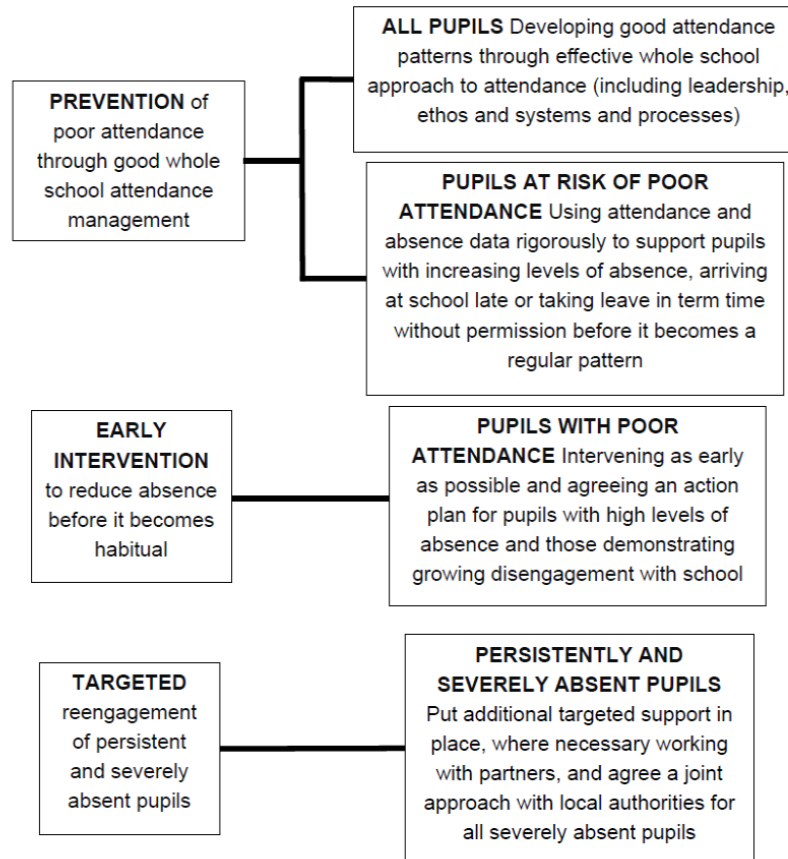 PREVENTION of
poor attendance
through good whole
school attendance
management
ALL PUPILS Developing good attendance
patterns through effective whole school
approach to attendance (including leadership,
ethos and systems and processes)
PUPILS AT RISK OF POOR
ATTENDANCE Using attendance and
absence data rigorously to support pupils
with increasing levels of absence, arriving
at school late or taking leave in term time
without permission before it becomes a
regular pattern
EARLY
INTERVENTION
to reduce absence
before it becomes
habitual
PUPILS WITH POOR
ATTENDANCE Intervening as early
as possible and agreeing an action
plan for pupils with high levels of
absence and those demonstrating
growing disengagement with school
TARGETED
reengagement
of persistent
and severely
absent pupils
PERSISTENTLY AND
SEVERELY ABSENT PUPILS
Put additional targeted support in
place, where necessary working
with partners, and agree a joint
approach with local authorities for
all severely absent pupils